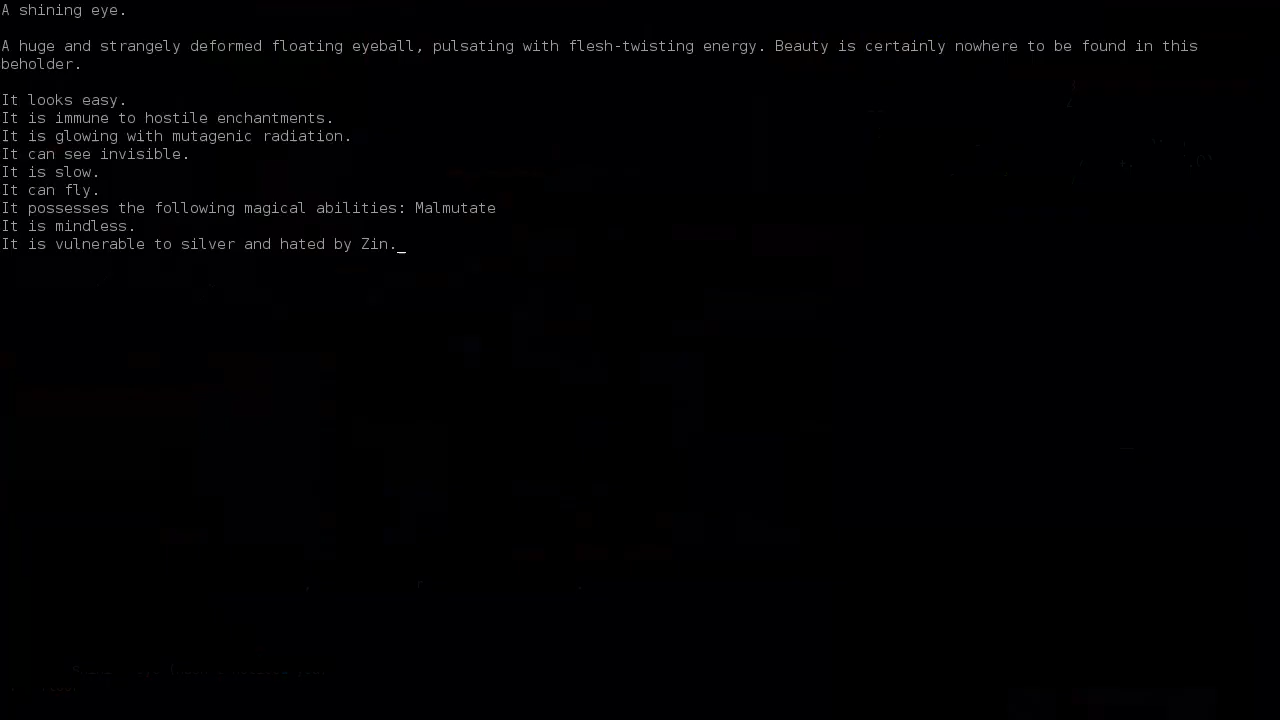 A shining eye.
A huge and strangely deformed floating eyeball, pulsating with flesh-twisting energy. Beauty is certainly nowhere to be found in this
beholder.
It looks easy.
It is immune to hostile enchantments.
It is glowing with mutagenic radiation.
It can see invisible.
It is slow.
It can fly.
It possesses the following magical abilities: Malmutate
It is mindless.
It is vulnerable to silver and hated by Zin._